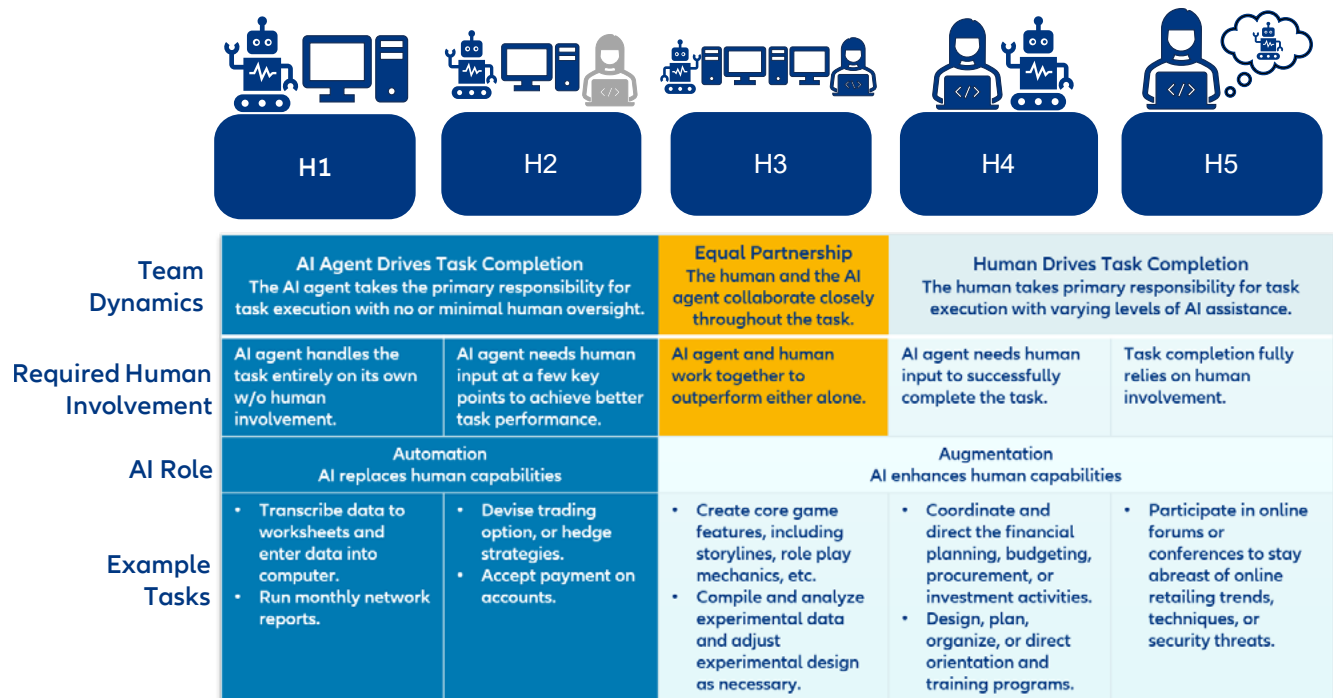 </>
</>
</>
</>
H1
H2
H3
H4
H5
Team
Dynamics
AI Agent Drives Task Completion
The AI agent takes the primary responsibility for
task execution with no or minimal human oversight.
Equal Partnership
The human and the AI
agent collaborate closely
throughout the task.
Human Drives Task Completion
The human takes primary responsibility for task
execution with varying levels of AI assistance.
Required Human
Involvement
AI agent handles the
task entirely on its own
w/o human
involvement.
AI agent needs human
input at a few key
points to achieve better
task performance.
AI agent and human
work together to
outperform either alone.
AI agent needs human
input to successfully
complete the task.
Task completion fully
relies on human
involvement.
AI Role
Automation
AI replaces human capabilities
Augmentation
AI enhances human capabilities
Example
Tasks
• Transcribe data to
worksheets and
enter data into
computer.
• Run monthly network
reports.
• Devise trading
option, or hedge
strategies.
• Accept payment on
accounts.
• Create core game
features, including
storylines, role play
mechanics, etc.
• Compile and analyze
experimental data
and adjust
experimental design
as necessary.
• Coordinate and
direct the financial
planning, budgeting,
procurement, or
investment activities.
• Design, plan,
organize, or direct
orientation and
training programs.
• Participate in online
forums or
conferences to stay
abreast of online
retailing trends,
techniques, or
security threats.